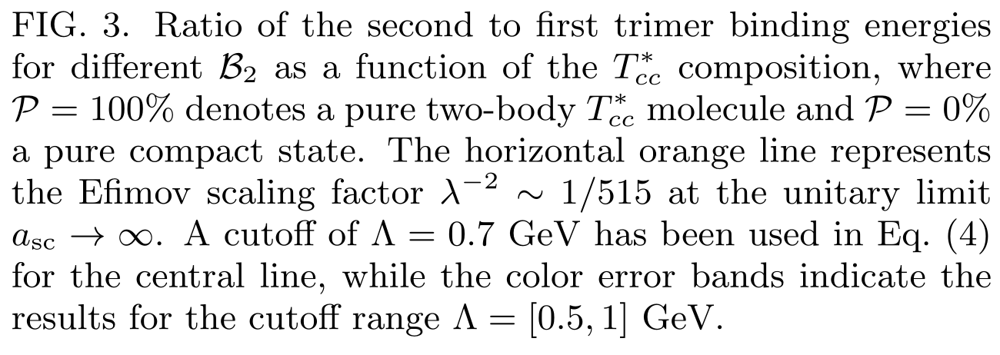 FIG. 3. Ratio of the second to first trimer binding energies
for different $\mathcal{B}_2$ as a function of the $T_{cc}^*$ composition, where
$\mathcal{P} = 100\%$ denotes a pure two-body $T_{cc}^*$ molecule and $\mathcal{P} = 0\%$
a pure compact state. The horizontal orange line represents
the Efimov scaling factor $\lambda^{-2} \sim 1/515$ at the unitary limit
$a_{\mathrm{sc}} \to \infty$. A cutoff of $\Lambda = 0.7$ GeV has been used in Eq. (4)
for the central line, while the color error bands indicate the
results for the cutoff range $\Lambda = [0.5, 1]$ GeV.